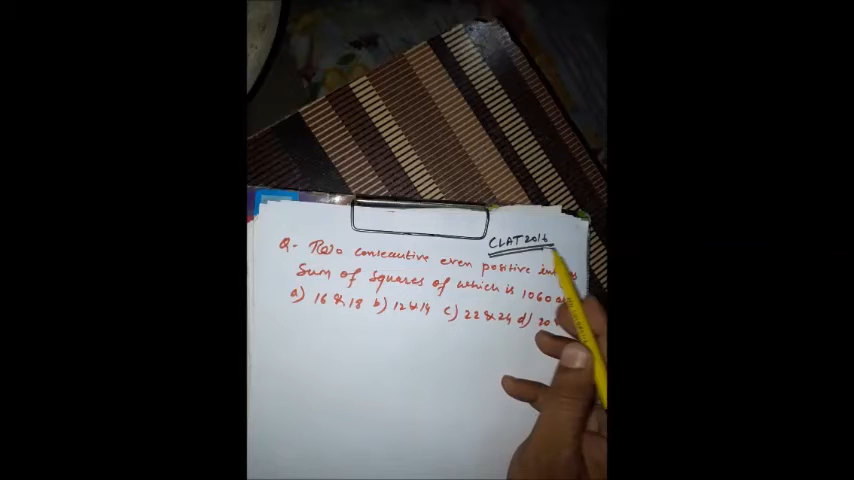 CLAT 2016
Q- Two consecutive even positive
Sum of Squares of which is 1060
a) 16 & 18 b) 12 & 14 c) 22 & 24 d) 20